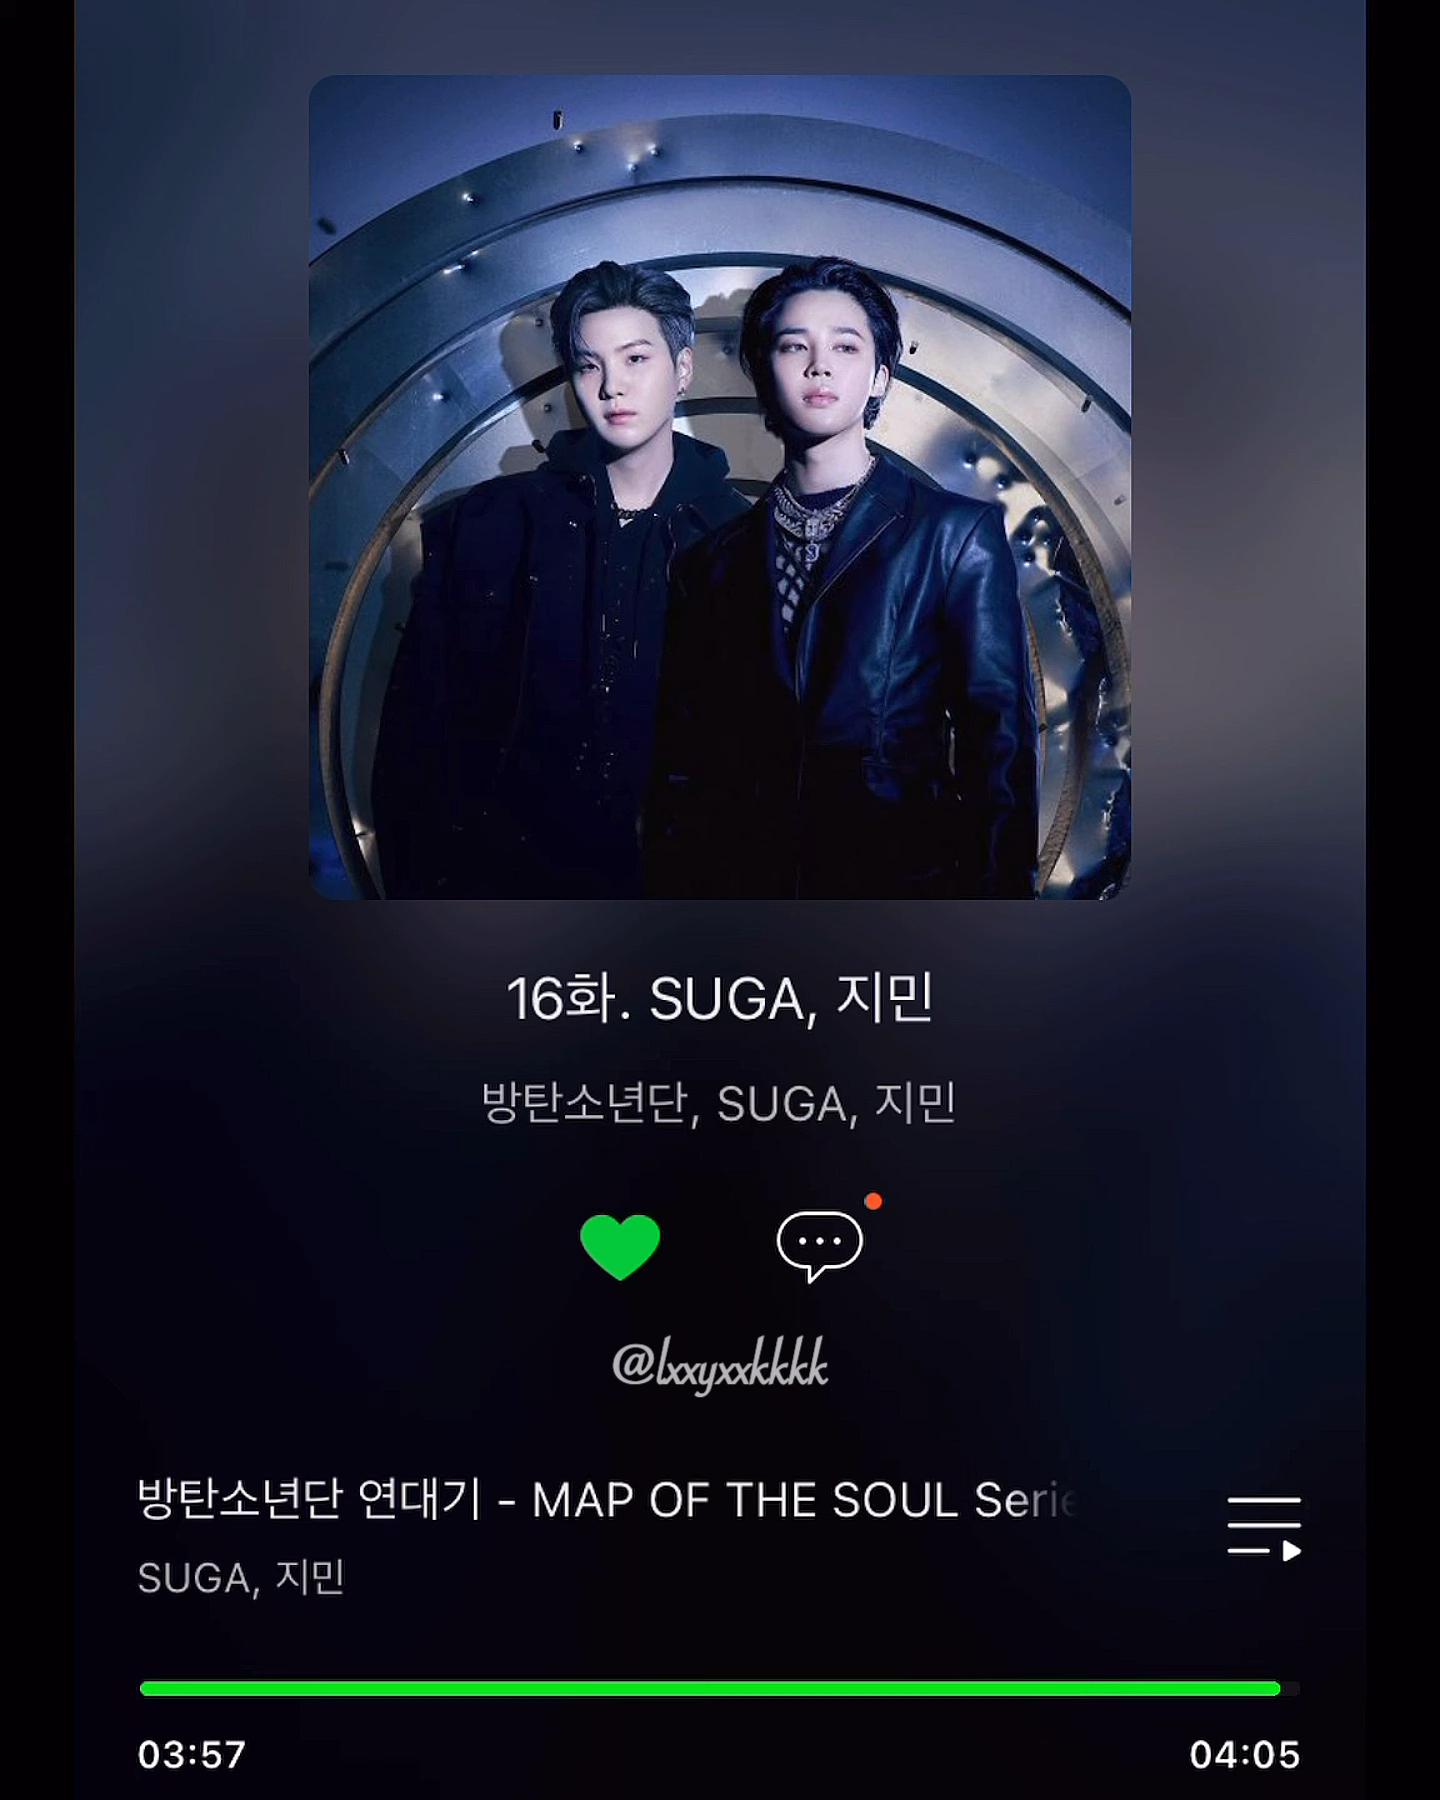 16화. SUGA, 지민
방탄소년단, SUGA, 지민
@lxxyxxkkkk
방탄소년단 연대기 - MAP OF THE SOUL Serie
SUGA, 지민
03:57
04:05